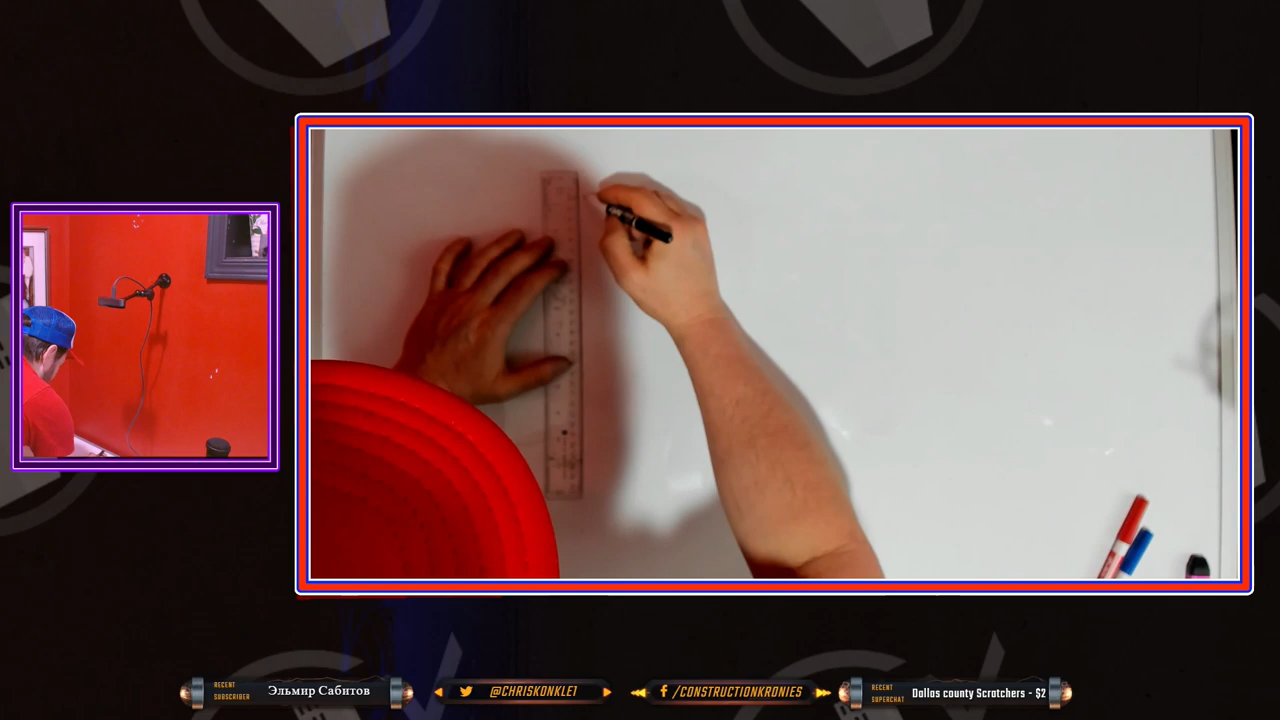 RECENT
SUBSCRIBER
Эльмир Сабитов
@CHRISKONKLE1
/CONSTRUCTIONKRONIES
RECENT
SUPERCHAT
Dallas county Scratchers - $2